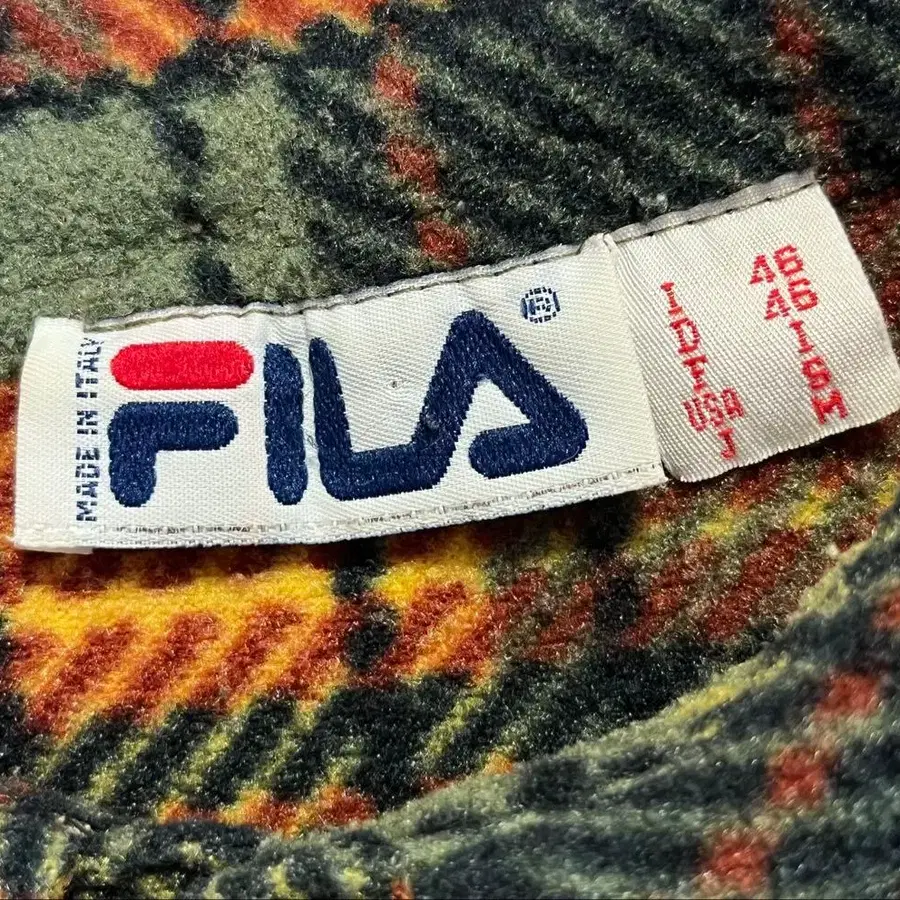 MADE IN ITALY
FILA
®
I 46
D 46
F I
USA S
J M